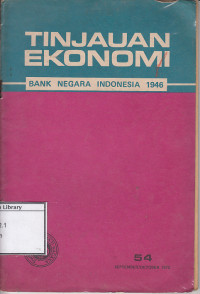 TINJAUAN
EKONOMI
BANK NEGARA INDONESIA 1946
Library
54